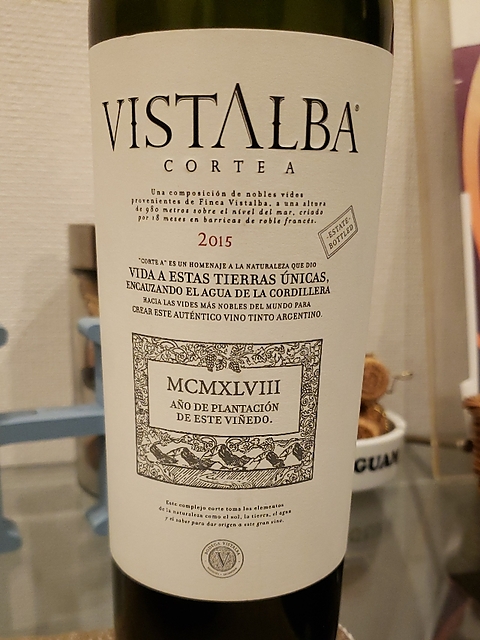 VISTALBA
CORTE A
Una composición de nobles vides
provenientes de Finca Vistalba, a una altura
de 980 metros sobre el nivel del mar, criado
por 18 meses en barricas de roble francés.
2015
ESTATE
BOTTLED
"CORTE A" ES UN HOMENAJE A LA NATURALEZA QUE DIO
VIDA A ESTAS TIERRAS ÚNICAS,
ENCAUZANDO EL AGUA DE LA CORDILLERA
HACIA LAS VIDES MÁS NOBLES DEL MUNDO PARA
CREAR ESTE AUTÉNTICO VINO TINTO ARGENTINO.
MCMXLVIII
AÑO DE PLANTACIÓN
DE ESTE VIÑEDO.
Este complejo corte toma los elementos
de la naturaleza como el sol, la tierra, el agua
y el sabor para dar origen a este gran vino.
BODEGA VISTALBA
V
GUAN